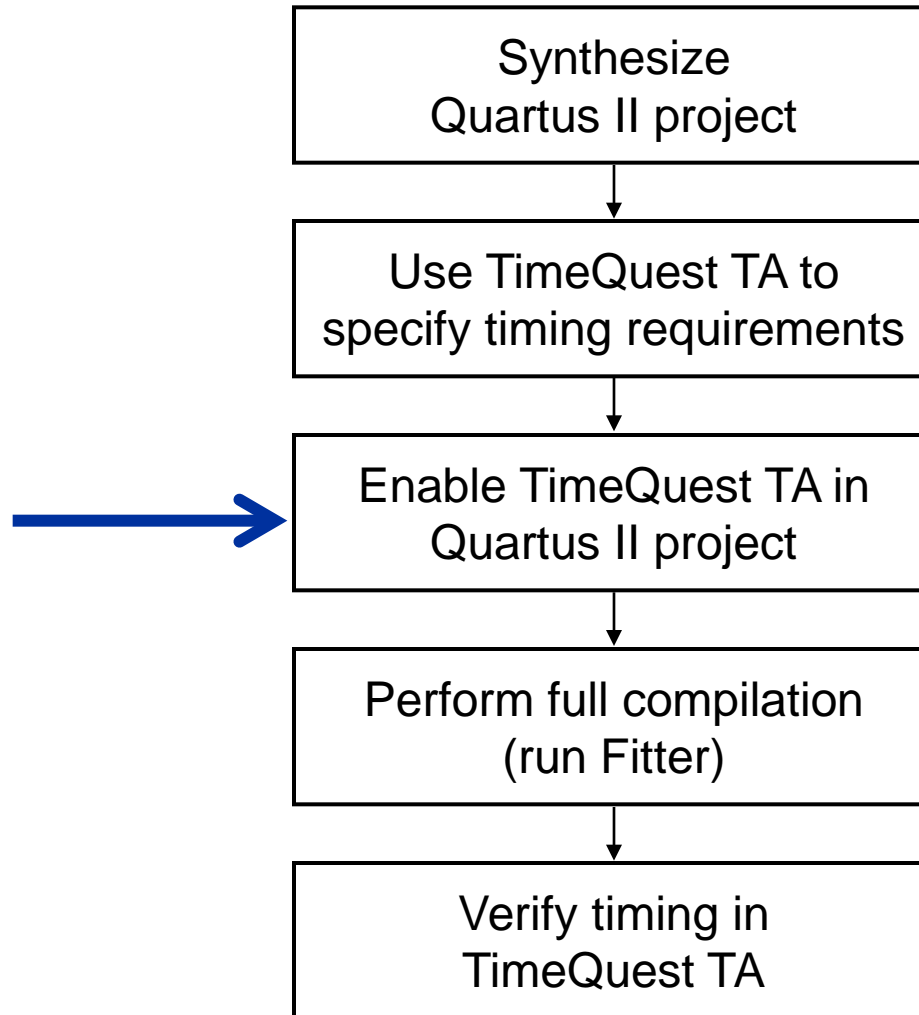 Synthesize
Quartus II project
Use TimeQuest TA to
specify timing requirements
Enable TimeQuest TA in
Quartus II project
Perform full compilation
(run Fitter)
Verify timing in
TimeQuest TA